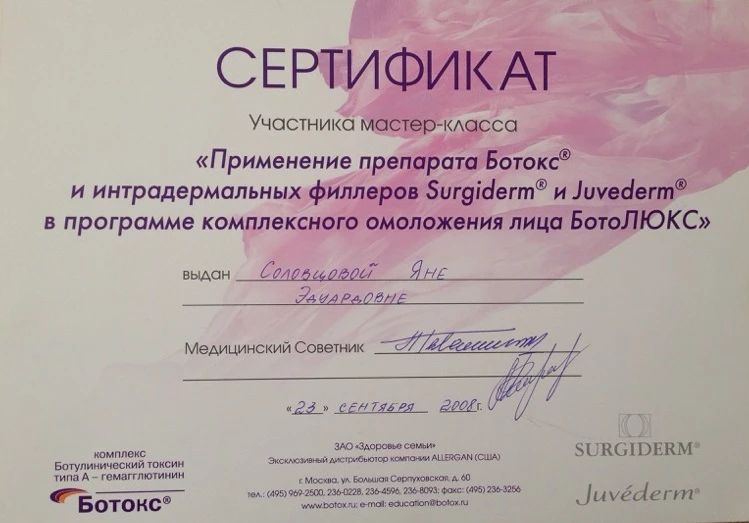 СЕРТИФИКАТ
Участника мастер-класса
«Применение препарата Ботокс®
и интрадермальных филлеров Surgiderm® и Juvederm®
в программе комплексного омоложения лица БотоЛЮКС»
выдан Соловцовой Яне
Эдуардовне
Медицинский Советник
«23» сентября 2008г.
ЗАО «Здоровье семьи»
Эксклюзивный дистрибьютор компании ALLERGAN (США)
г. Москва, ул. Большая Серпуховская, д. 60
тел.: (495) 969-2500, 236-0228, 236-4596, 236-8093; факс: (495) 236-3256
www.botox.ru; e-mail: education@botox.ru
комплекс
Ботулинический токсин
типа А – гемагглютинин
Ботокс®
SURGIDERM®
Juvéderm®